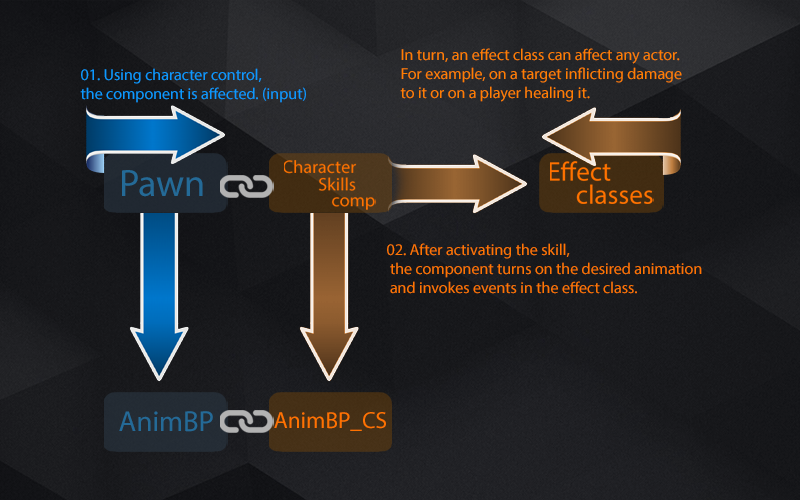 01. Using character control,
the component is affected. (input)
In turn, an effect class can affect any actor.
For example, on a target inflicting damage
to it or on a player healing it.
Pawn
Character
Skills
comp
Effect
classes
02. After activating the skill,
the component turns on the desired animation
and invokes events in the effect class.
AnimBP
AnimBP_CS